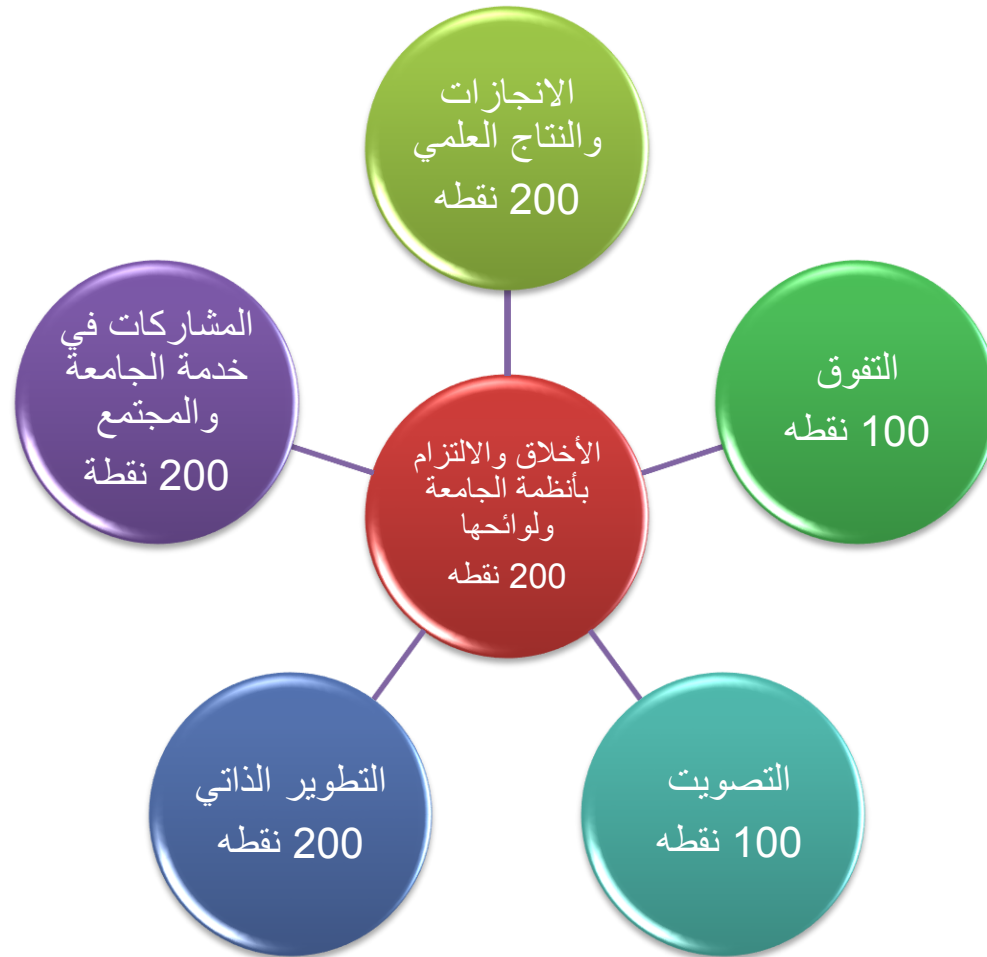 الانجازات
والنتاج العلمي
200 نقطه
التفوق
100 نقطه
المشاركات في
خدمة الجامعة
والمجتمع
200 نقطة
الأخلاق والالتزام
بأنظمة الجامعة
ولوائحها
200 نقطه
التصويت
100 نقطه
التطوير الذاتي
200 نقطه